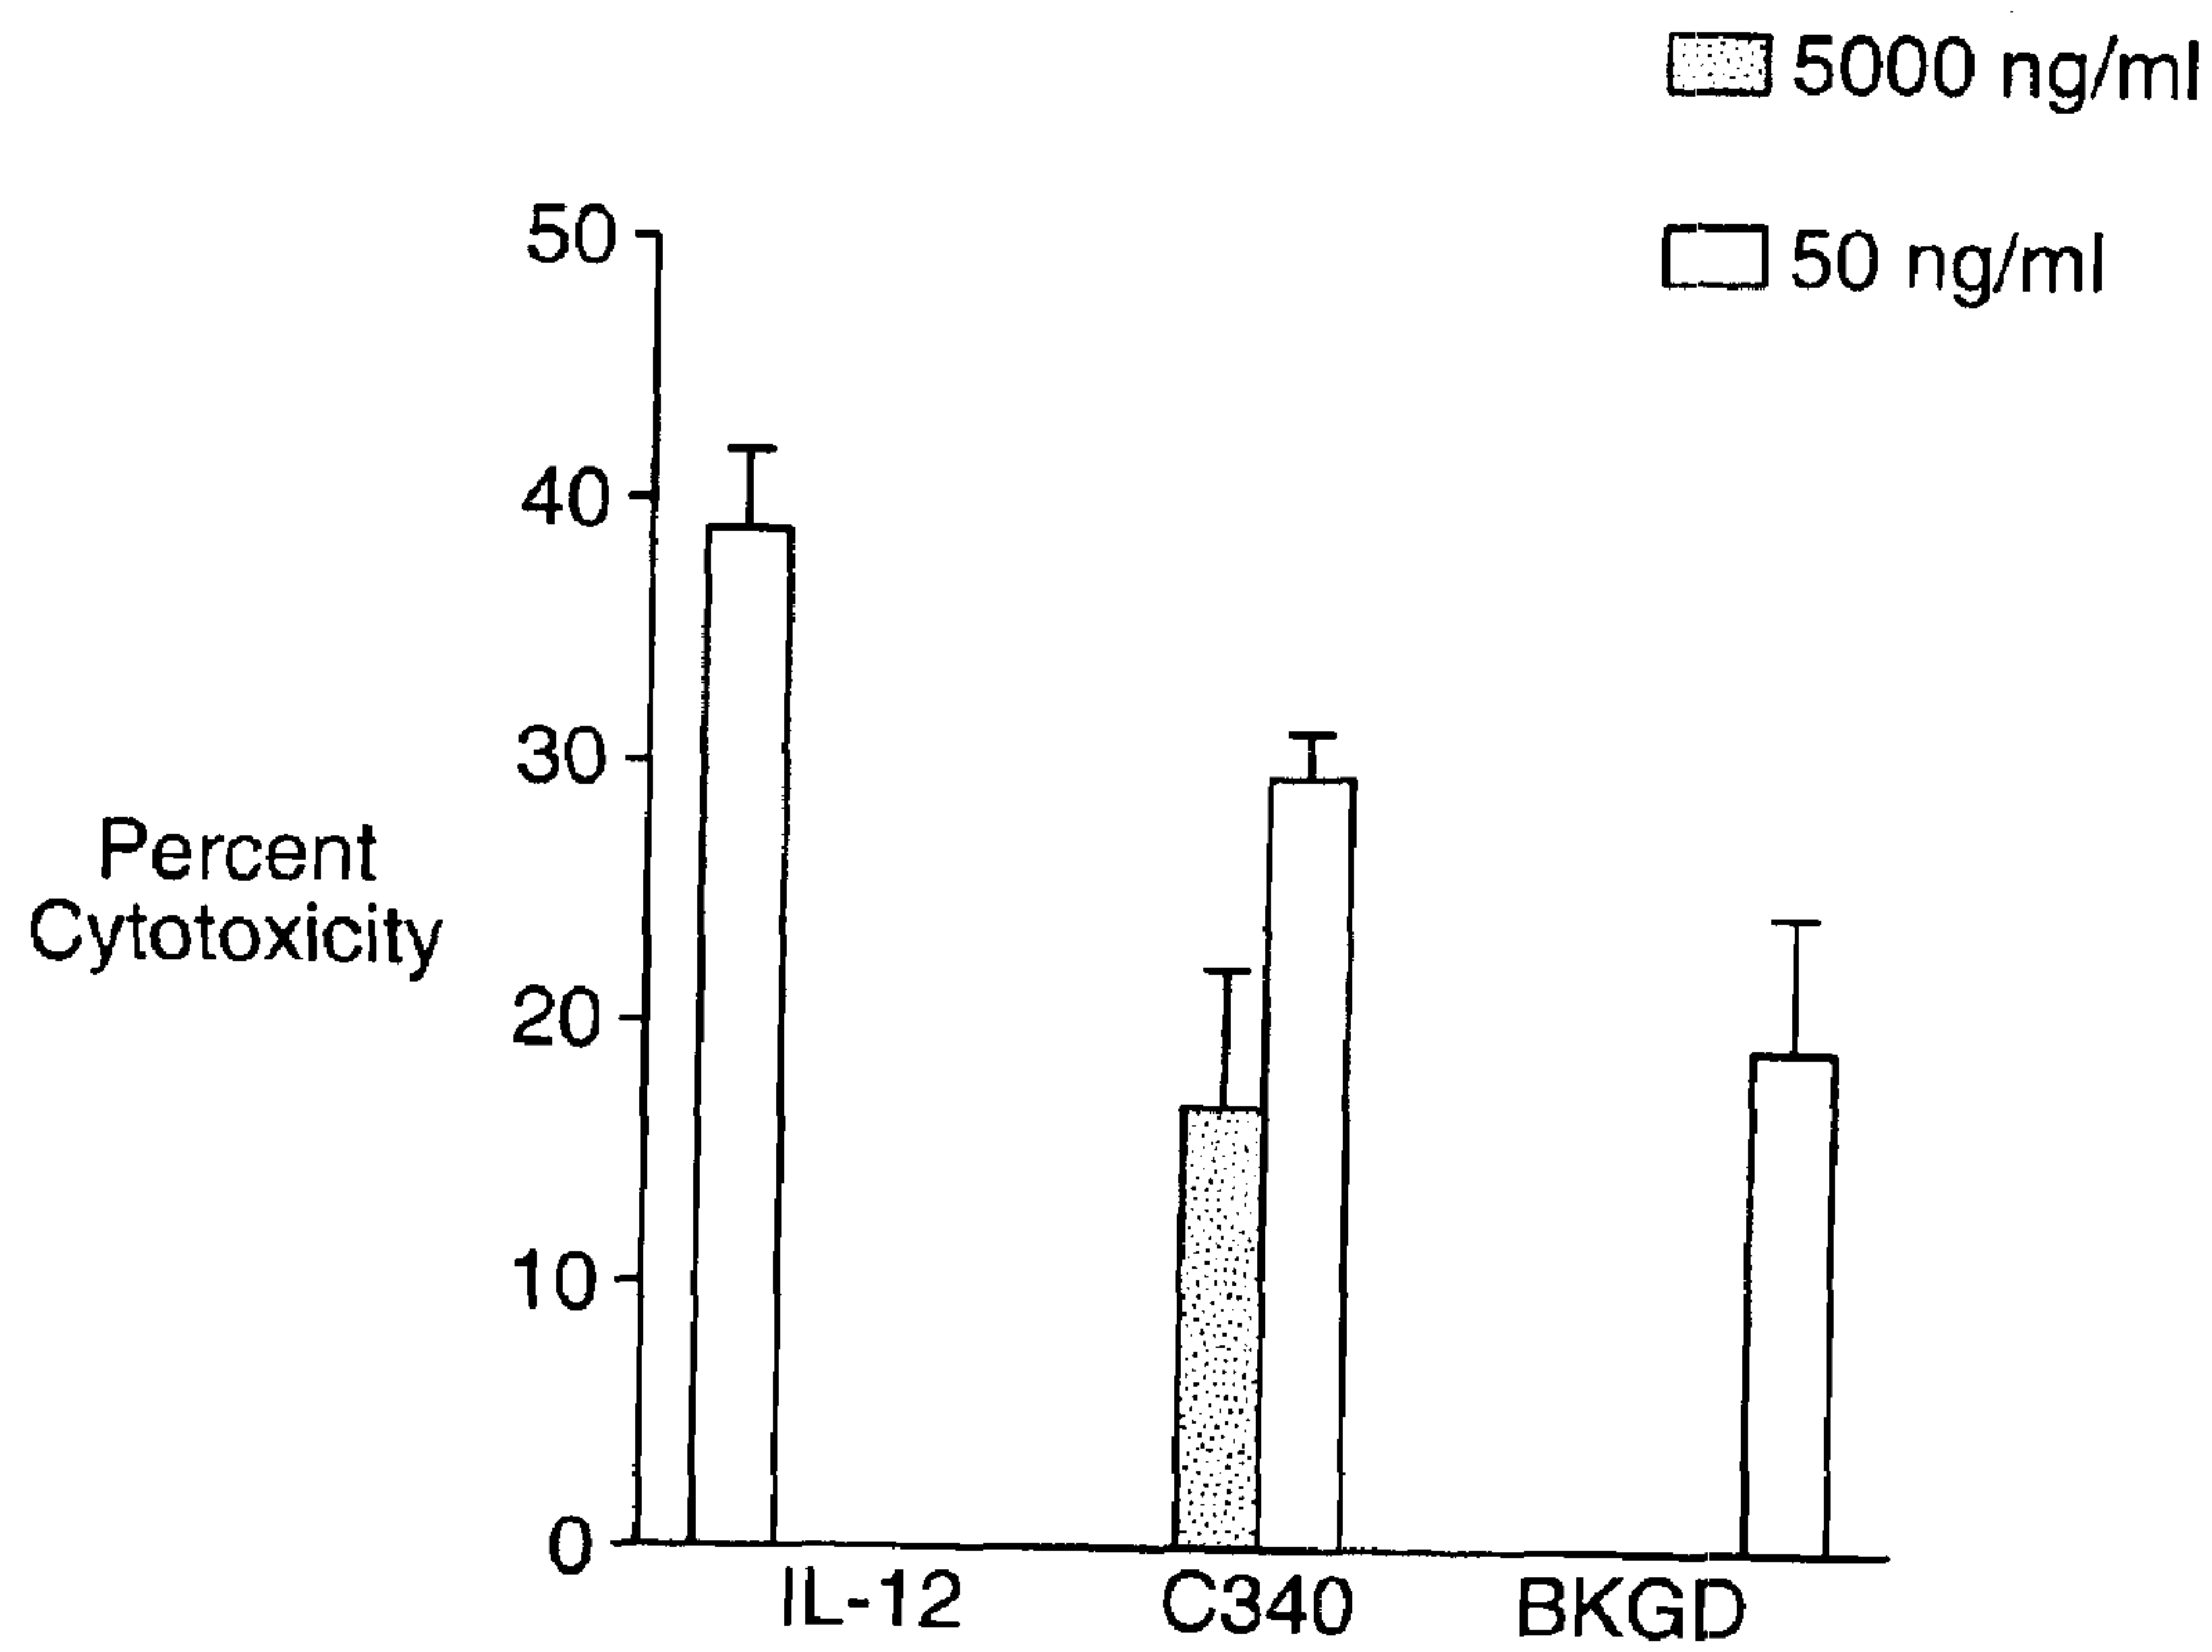 5000 ng/ml
50 ng/ml
50
40
30
20
10
0
Percent
Cytotoxicity
IL-12
C340
BKGD